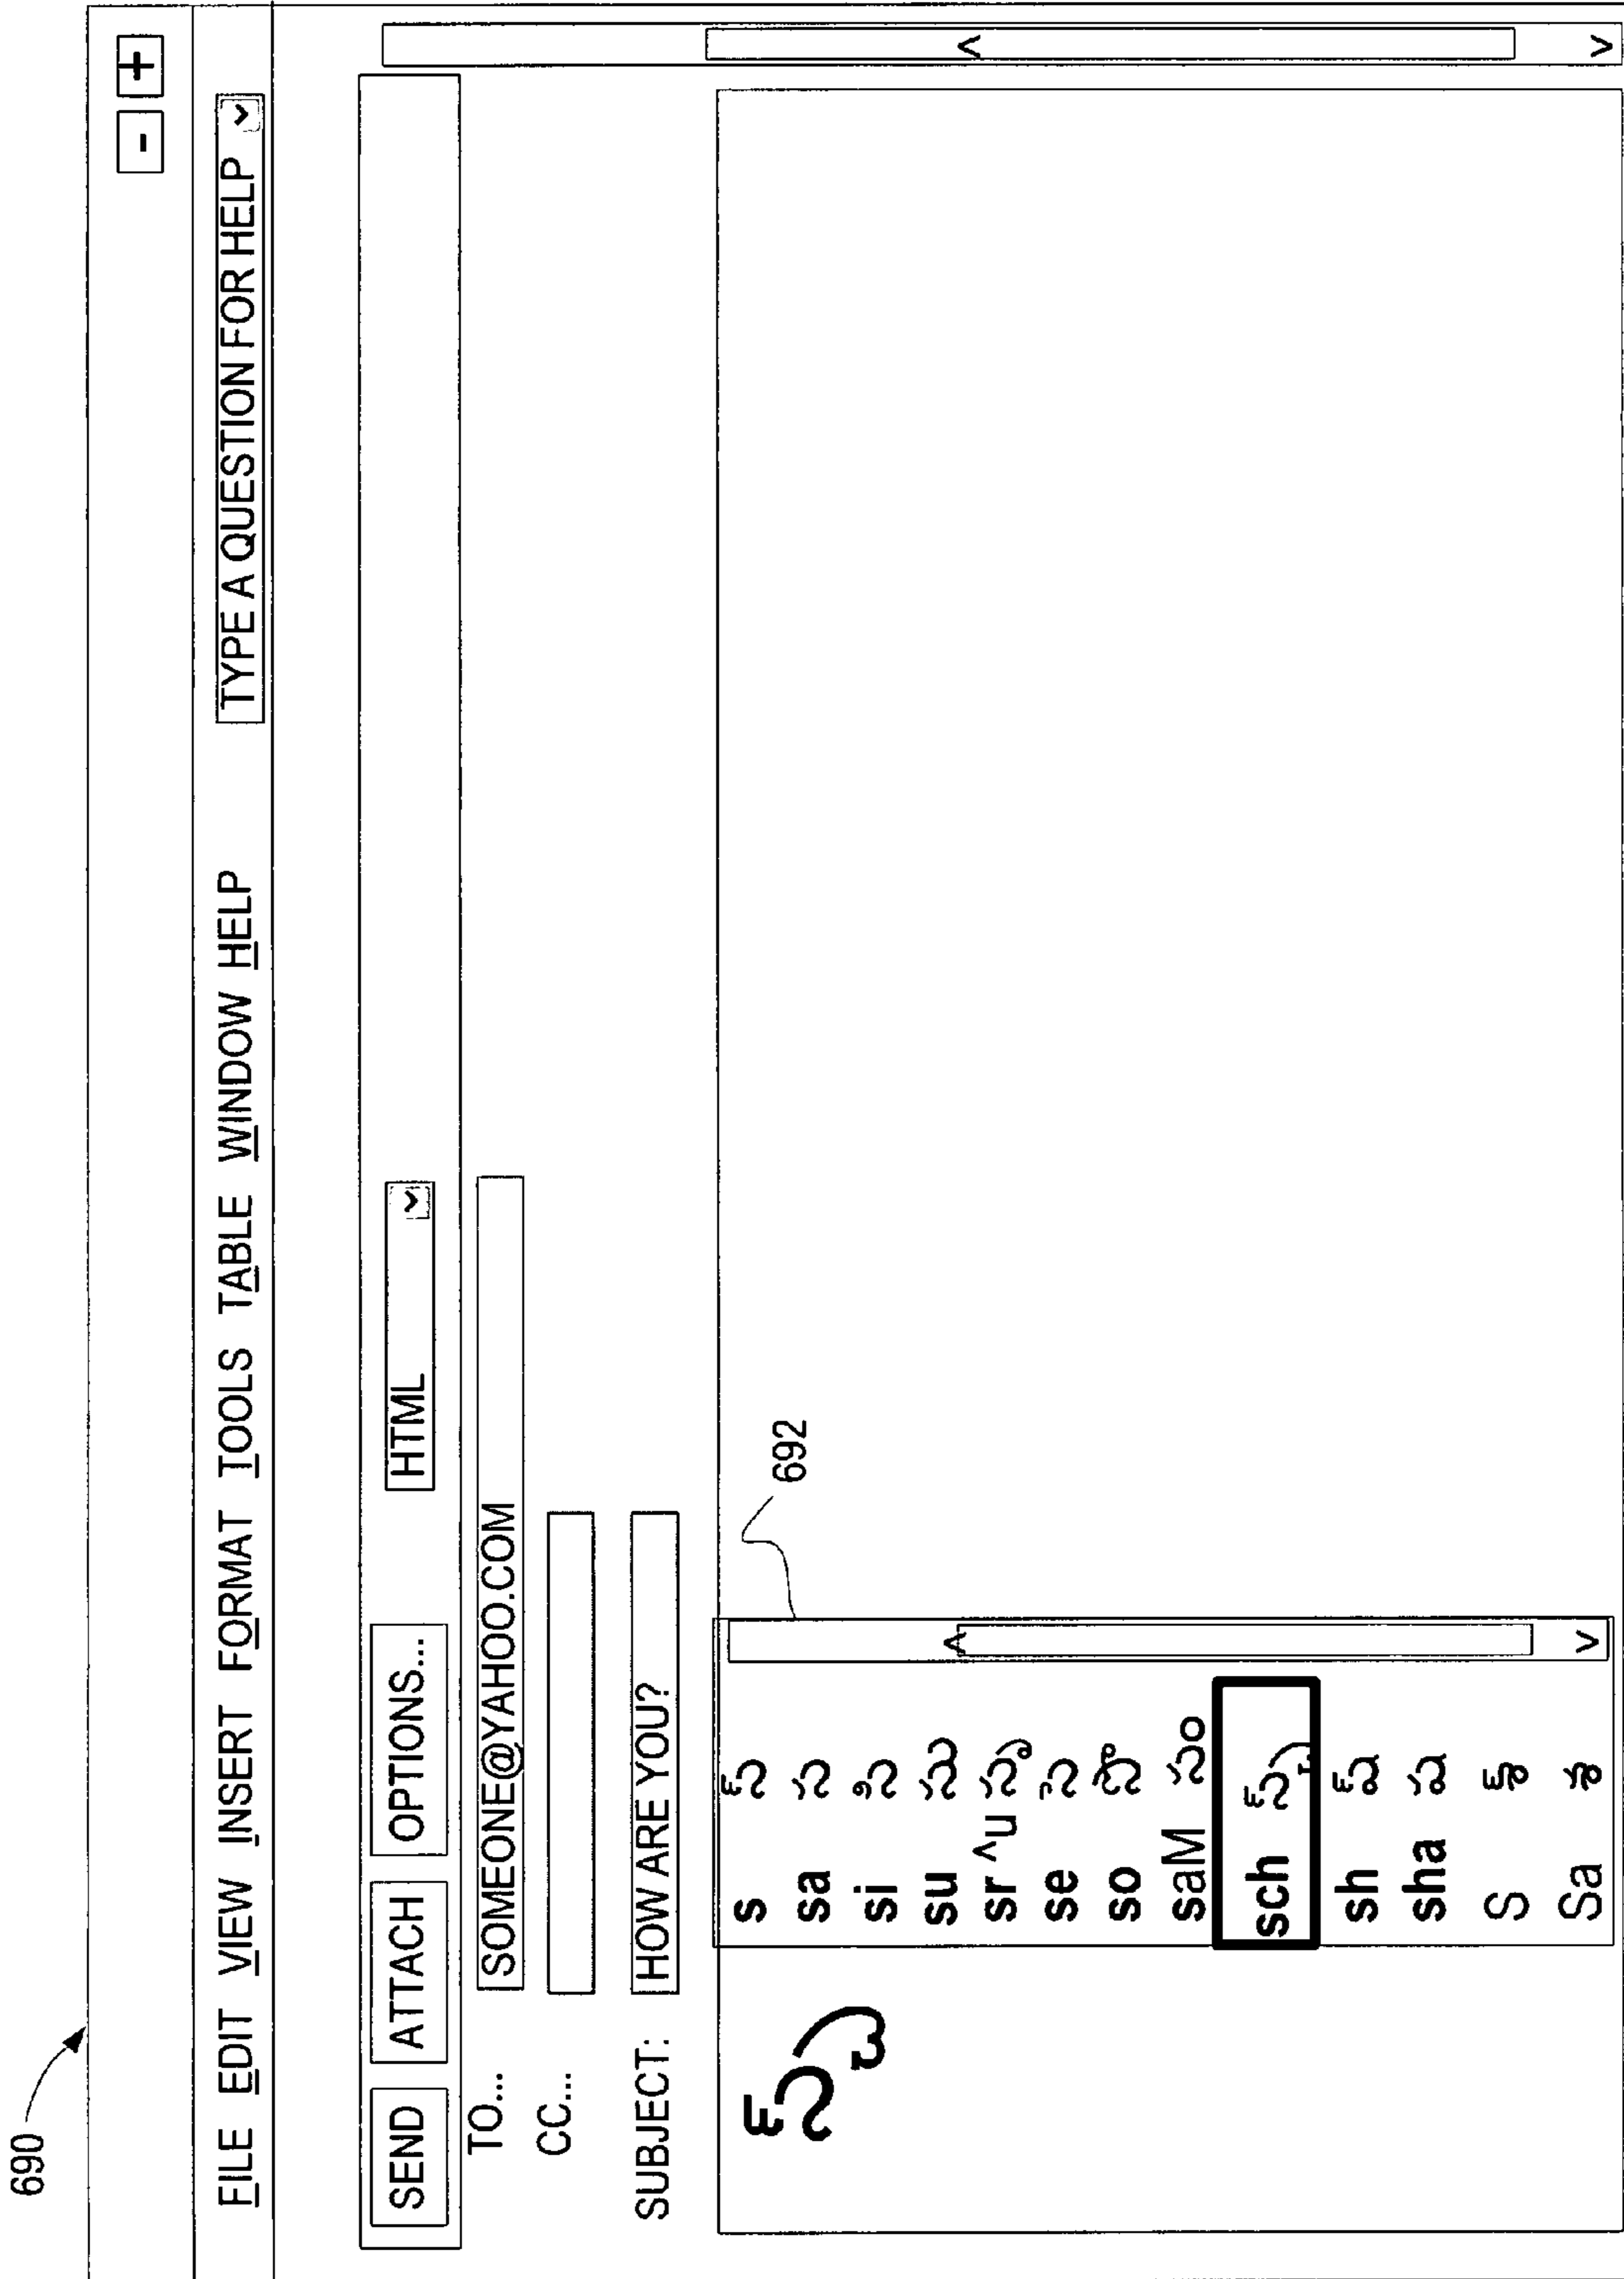 690
- +
FILE EDIT VIEW INSERT FORMAT TOOLS TABLE WINDOW HELP TYPE A QUESTION FOR HELP
SEND ATTACH OPTIONS... HTML
TO... SOMEONE@YAHOO.COM
CC...
SUBJECT: HOW ARE YOU?
స్చ్
692
s స్
sa స
si సి
su సు
sr^u సృ
se సె
so సొ
saM సం
sch స్చ్
sh ష్
sha ష
S శ్
Sa శ